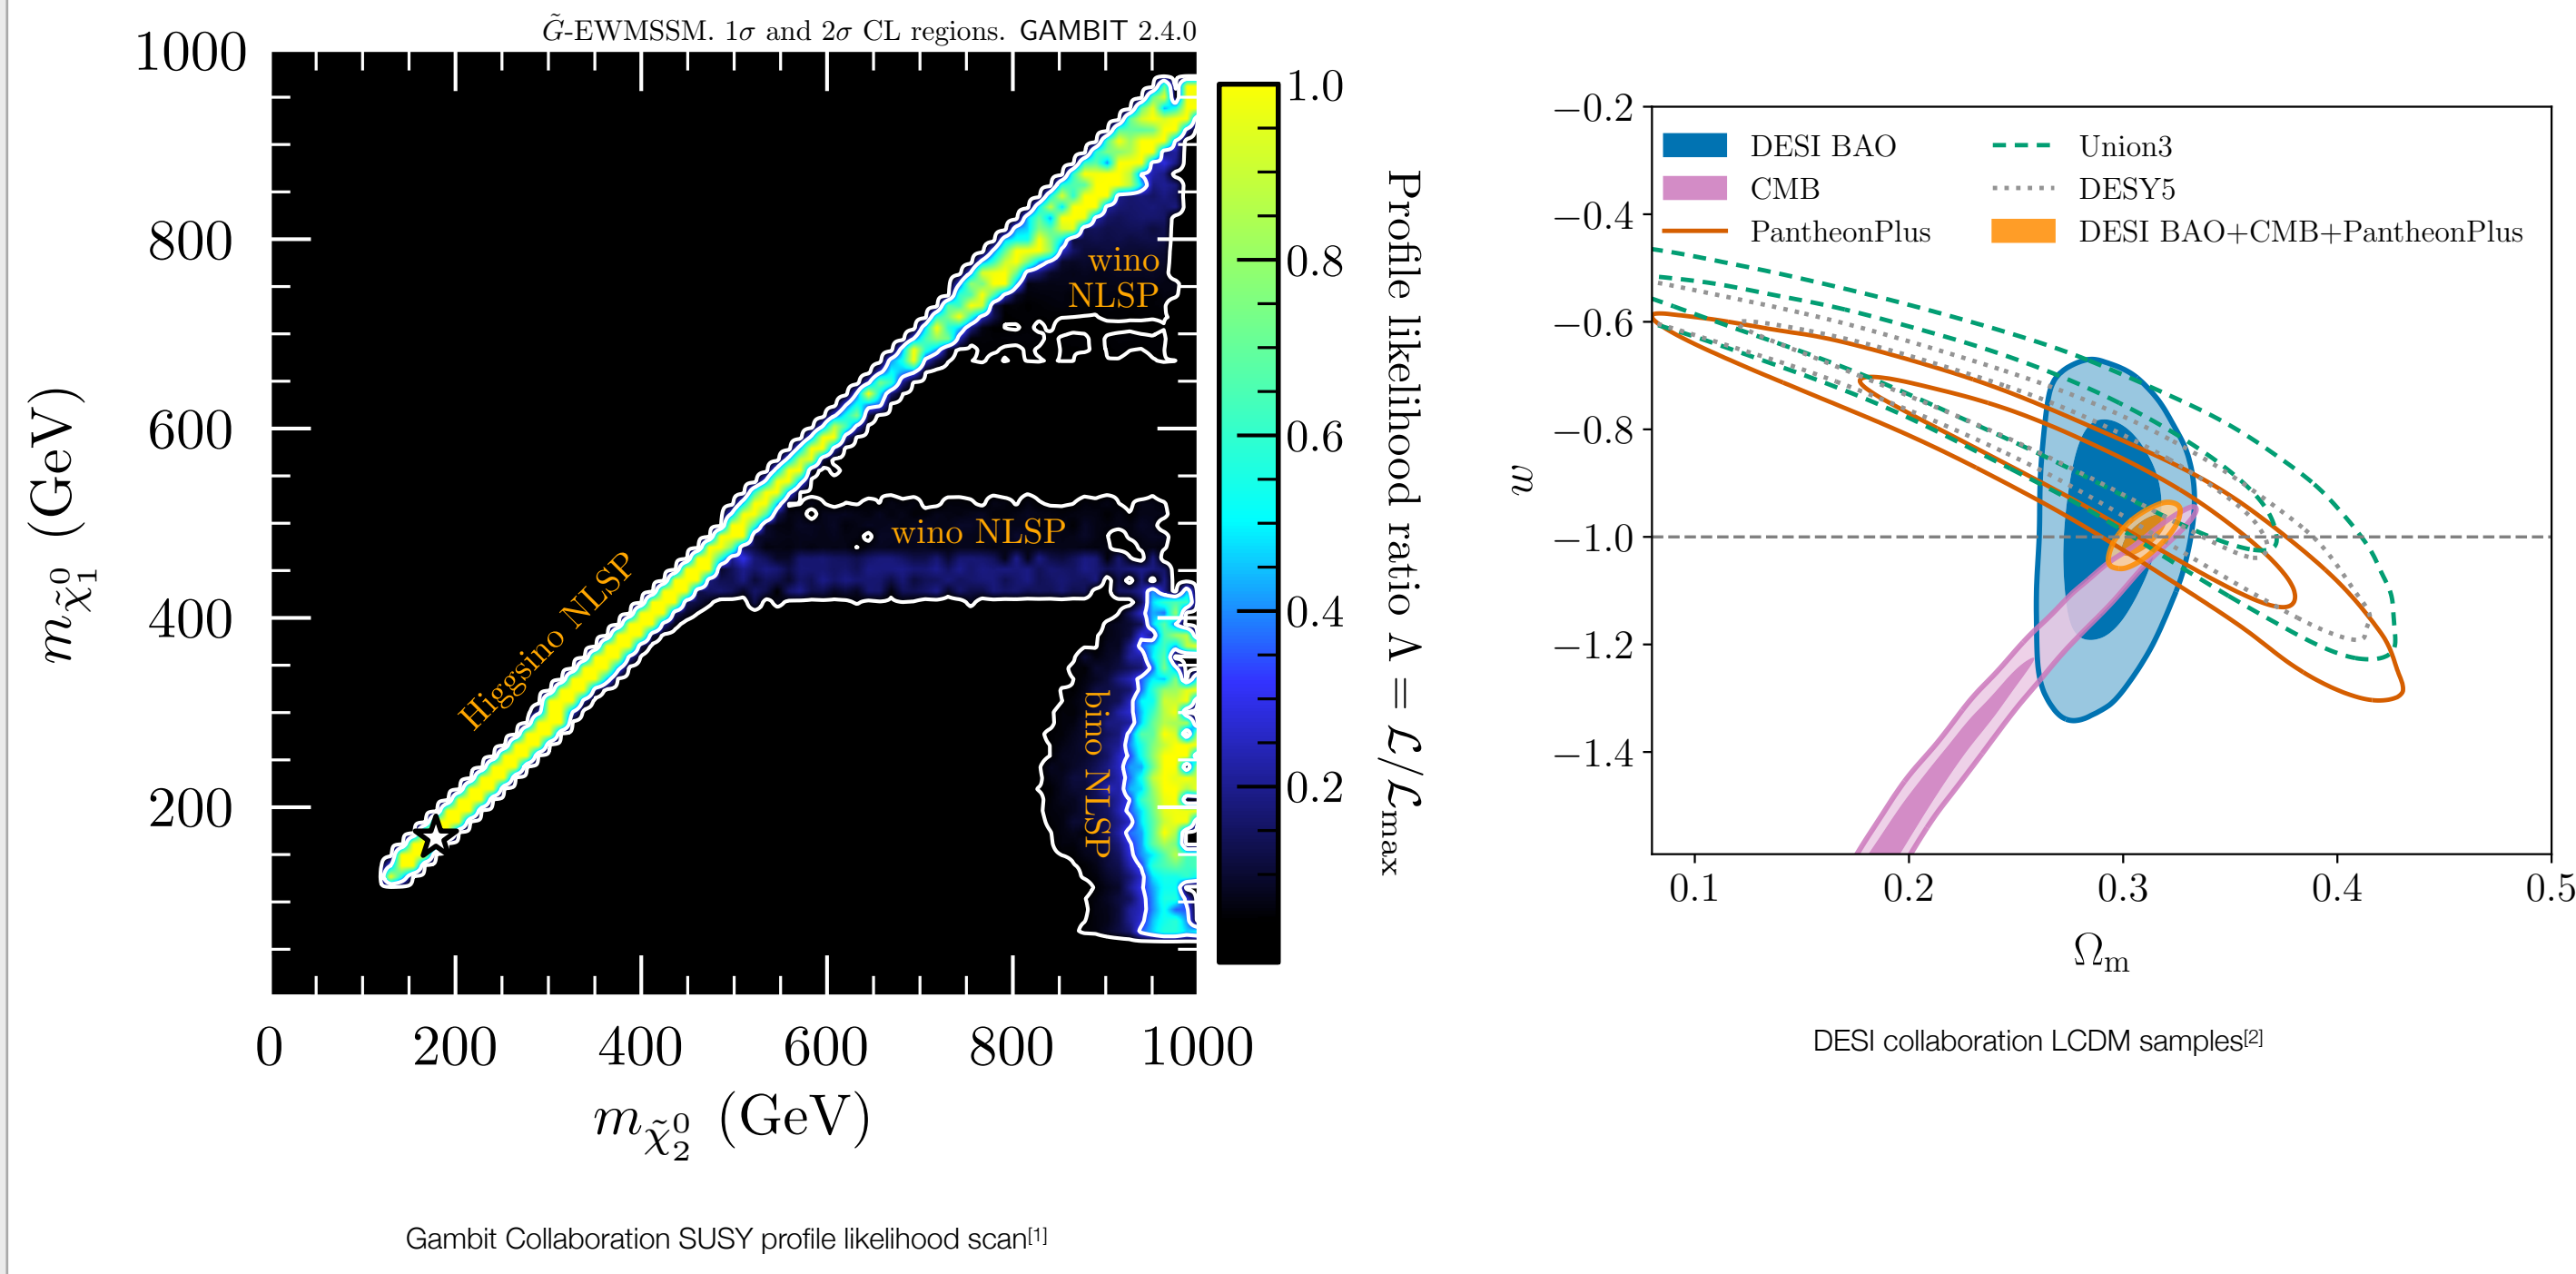 G̃-EWMSSM. 1σ and 2σ CL regions. GAMBIT 2.4.0
1000
800
600
400
200
m_χ̃₁⁰ (GeV)
0 200 400 600 800 1000
m_χ̃₂⁰ (GeV)
wino
NLSP
wino NLSP
Higgsino NLSP
bino NLSP
1.0
0.8
0.6
0.4
0.2
Profile likelihood ratio Λ = ℒ/ℒmax
Gambit Collaboration SUSY profile likelihood scan[1]
DESI BAO
CMB
PantheonPlus
Union3
DESY5
DESI BAO+CMB+PantheonPlus
−0.2
−0.4
−0.6
−0.8
−1.0
−1.2
−1.4
w
0.1 0.2 0.3 0.4 0.5
Ωm
DESI collaboration LCDM samples[2]